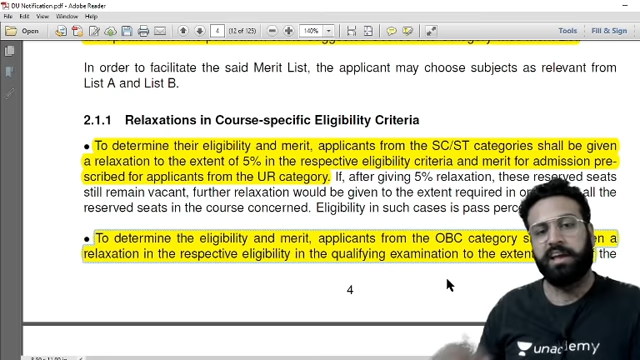 DU Notification.pdf - Adobe Reader
File Edit View Window Help
Open 4 (12 of 125) 200% Tools Fill & Sign
In order to facilitate the said Merit List, the applicant may choose subjects as relevant from
List A and List B.
2.1.1 Relaxations in Course-specific Eligibility Criteria
● To determine their eligibility and merit, applicants from the SC/ST categories shall be given
a relaxation to the extent of 5% in the respective eligibility criteria and merit for admission pre-
scribed for applicants from the UR category. If, after giving 5% relaxation, these reserved seats
still remain vacant, further relaxation would be given to the extent required in all the
reserved seats in the course concerned. Eligibility in such cases is pass
● To determine the eligibility and merit, applicants from the OBC category a
relaxation in the respective eligibility in the qualifying examination to the extent the
4
unacademy